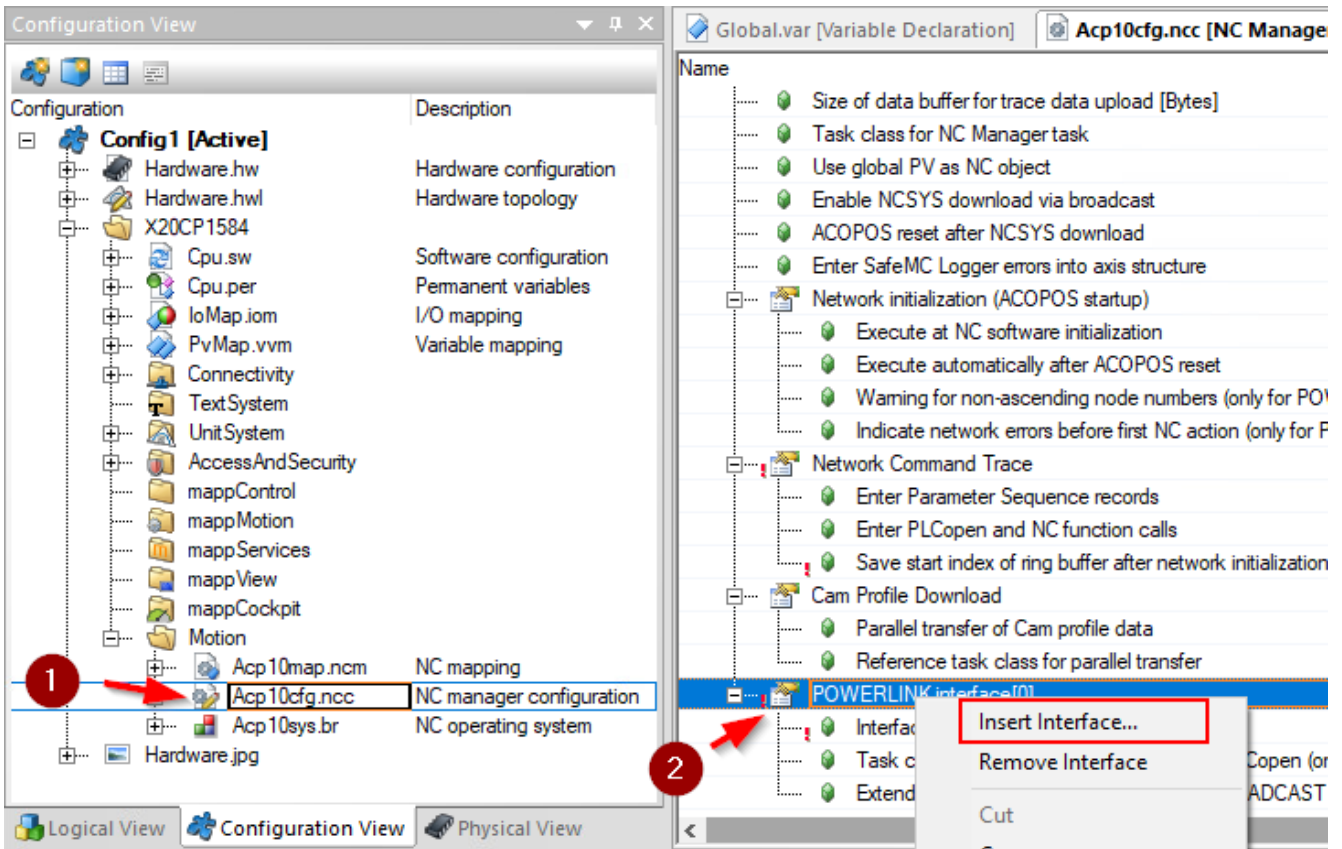 Configuration View
Configuration Description
Config1 [Active]
Hardware.hw Hardware configuration
Hardware.hwl Hardware topology
X20CP1584
Cpu.sw Software configuration
Cpu.per Permanent variables
IoMap.iom I/O mapping
PvMap.vvm Variable mapping
Connectivity
TextSystem
UnitSystem
AccessAndSecurity
mappControl
mappMotion
mappServices
mappView
mappCockpit
Motion
Acp10map.ncm NC mapping
1
Acp10cfg.ncc NC manager configuration
Acp10sys.br NC operating system
Hardware.jpg
Logical View Configuration View Physical View
Global.var [Variable Declaration] Acp10cfg.ncc [NC Manager
Name
Size of data buffer for trace data upload [Bytes]
Task class for NC Manager task
Use global PV as NC object
Enable NCSYS download via broadcast
ACOPOS reset after NCSYS download
Enter SafeMC Logger errors into axis structure
Network initialization (ACOPOS startup)
Execute at NC software initialization
Execute automatically after ACOPOS reset
Warning for non-ascending node numbers (only for POW
Indicate network errors before first NC action (only for P
Network Command Trace
Enter Parameter Sequence records
Enter PLCopen and NC function calls
Save start index of ring buffer after network initialization
Cam Profile Download
Parallel transfer of Cam profile data
Reference task class for parallel transfer
POWERLINK interface[0]
Interfac
2
Task c Copen (or
Extend ADCAST
Insert Interface...
Remove Interface
Cut